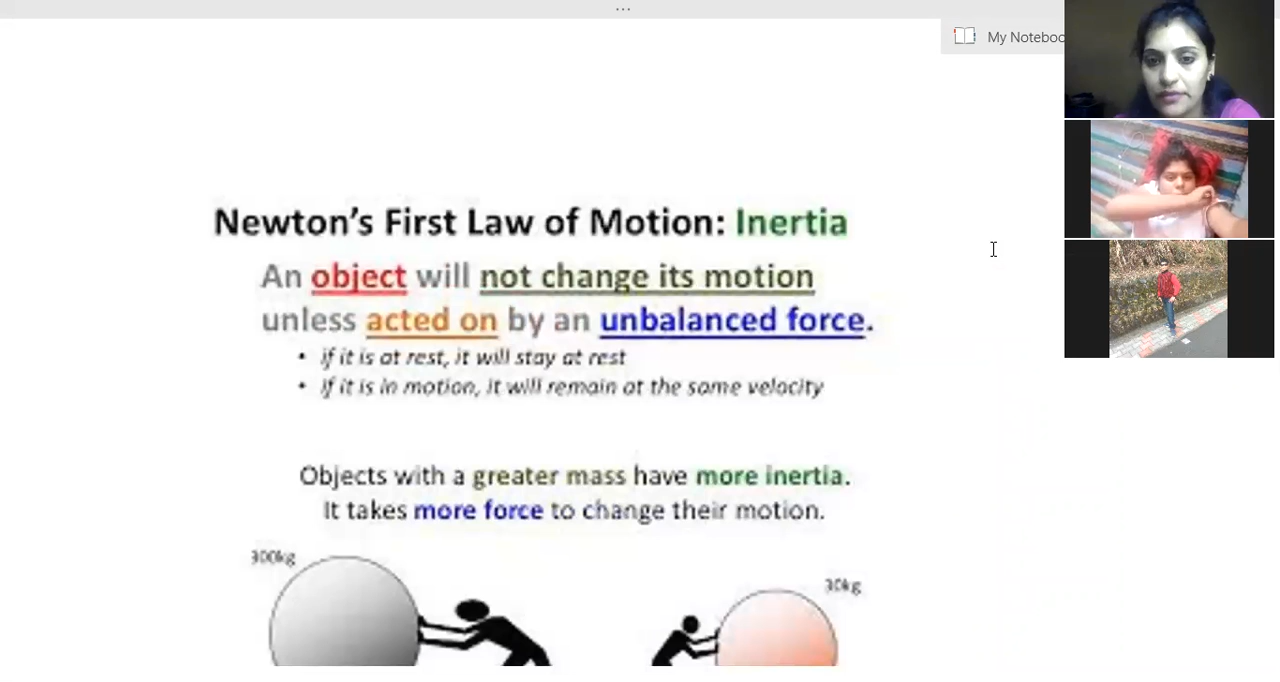 ...
My Noteboo
Newton's First Law of Motion: Inertia
An object will not change its motion
unless acted on by an unbalanced force.
• if it is at rest, it will stay at rest
• If it is in motion, it will remain at the same velocity
Objects with a greater mass have more inertia.
It takes more force to change their motion.
300kg
30kg